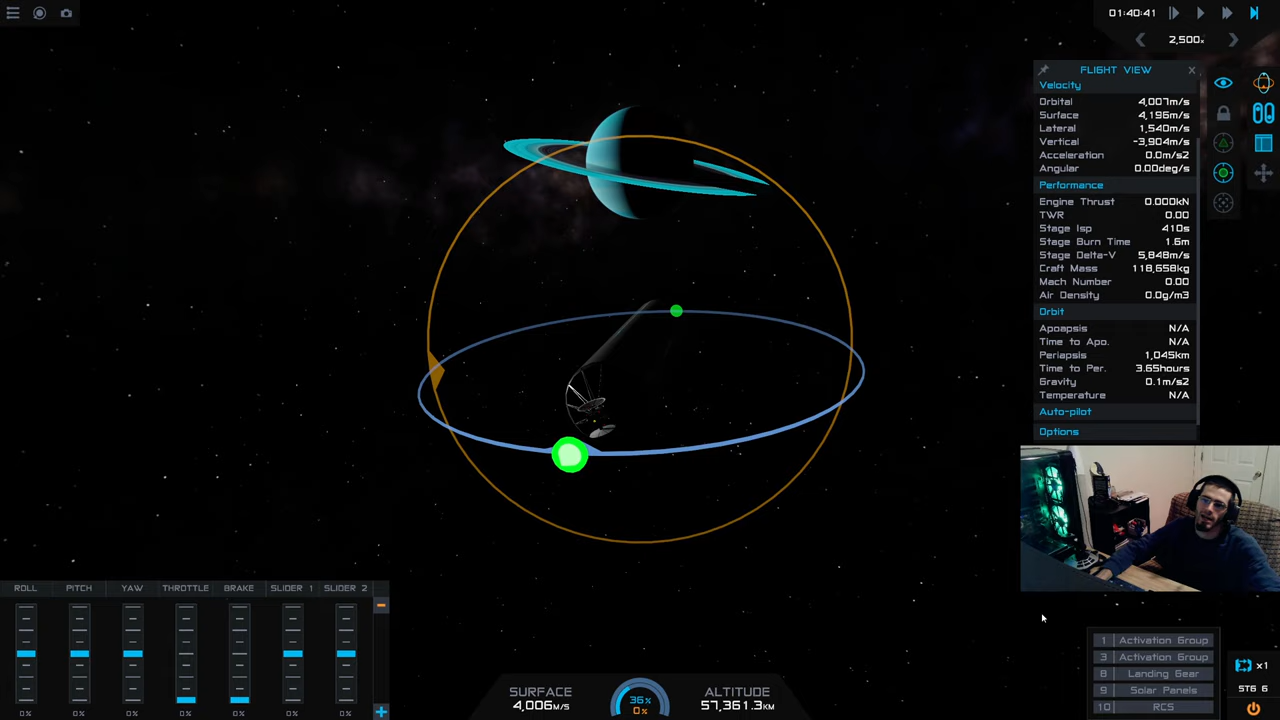 01:40:41
2,500x
FLIGHT VIEW X
Velocity
Orbital 4,007m/s
Surface 4,196m/s
Lateral 1,540m/s
Vertical -3,904m/s
Acceleration 0.0m/s2
Angular 0.00deg/s
Performance
Engine Thrust 0.000kN
TWR 0.00
Stage Isp 410s
Stage Burn Time 1.6m
Stage Delta-V 5,848m/s
Craft Mass 118,658kg
Mach Number 0.00
Air Density 0.0g/m3
Orbit
Apoapsis N/A
Time to Apo. N/A
Periapsis 1,045km
Time to Per. 3.65hours
Gravity 0.1m/s2
Temperature N/A
Auto-pilot
Options
ROLL PITCH YAW THROTTLE BRAKE SLIDER 1 SLIDER 2
0% 0% 0% 0% 0% 0% 0%
SURFACE
4,006M/S
36%
0%
ALTITUDE
57,361.3KM
1 Activation Group
3 Activation Group
8 Landing Gear
9 Solar Panels
10 RCS
x1
STG 6